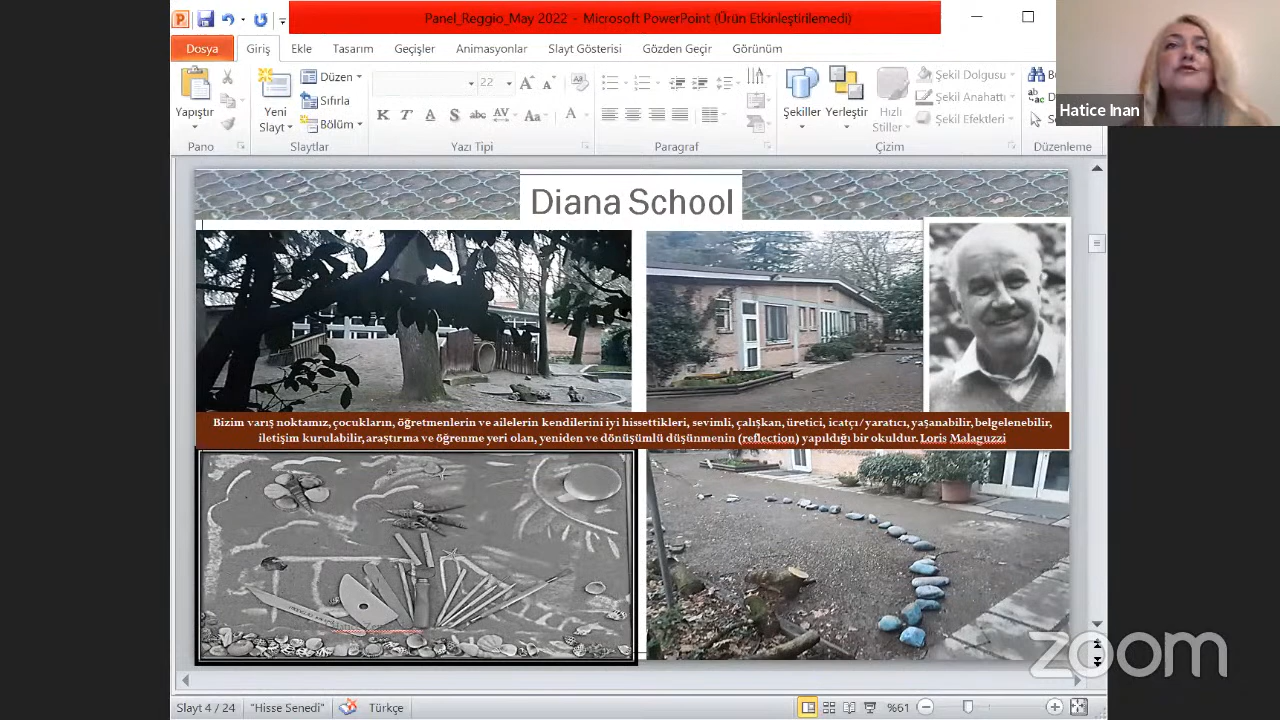 Panel_Reggio_May 2022 - Microsoft PowerPoint (Ürün Etkinleştirilemedi)
Dosya Giriş Ekle Tasarım Geçişler Animasyonlar Slayt Gösterisi Gözden Geçir Görünüm
Yapıştır
Pano
Yeni
Slayt
Düzen
Sıfırla
Bölüm
Slaytlar
22
K T A S abc AV Aa A
Yazı Tipi
Paragraf
Şekiller
Yerleştir
Hızlı
Stiller
Şekil Dolgusu
Şekil Anahattı
Şekil Efektleri
Çizim
Düzenleme
Hatice Inan
Diana School
Bizim varış noktamız, çocukların, öğretmenlerin ve ailelerin kendilerini iyi hissettikleri, sevimli, çalışkan, üretici, icatçı/yaratıcı, yaşanabilir, belgelenebilir,
iletişim kurulabilir, araştırma ve öğrenme yeri olan, yeniden ve dönüşümlü düşünmenin (reflection) yapıldığı bir okuldur. Loris Malaguzzi
zoom
Slayt 4 / 24 "Hisse Senedi" Türkçe %61